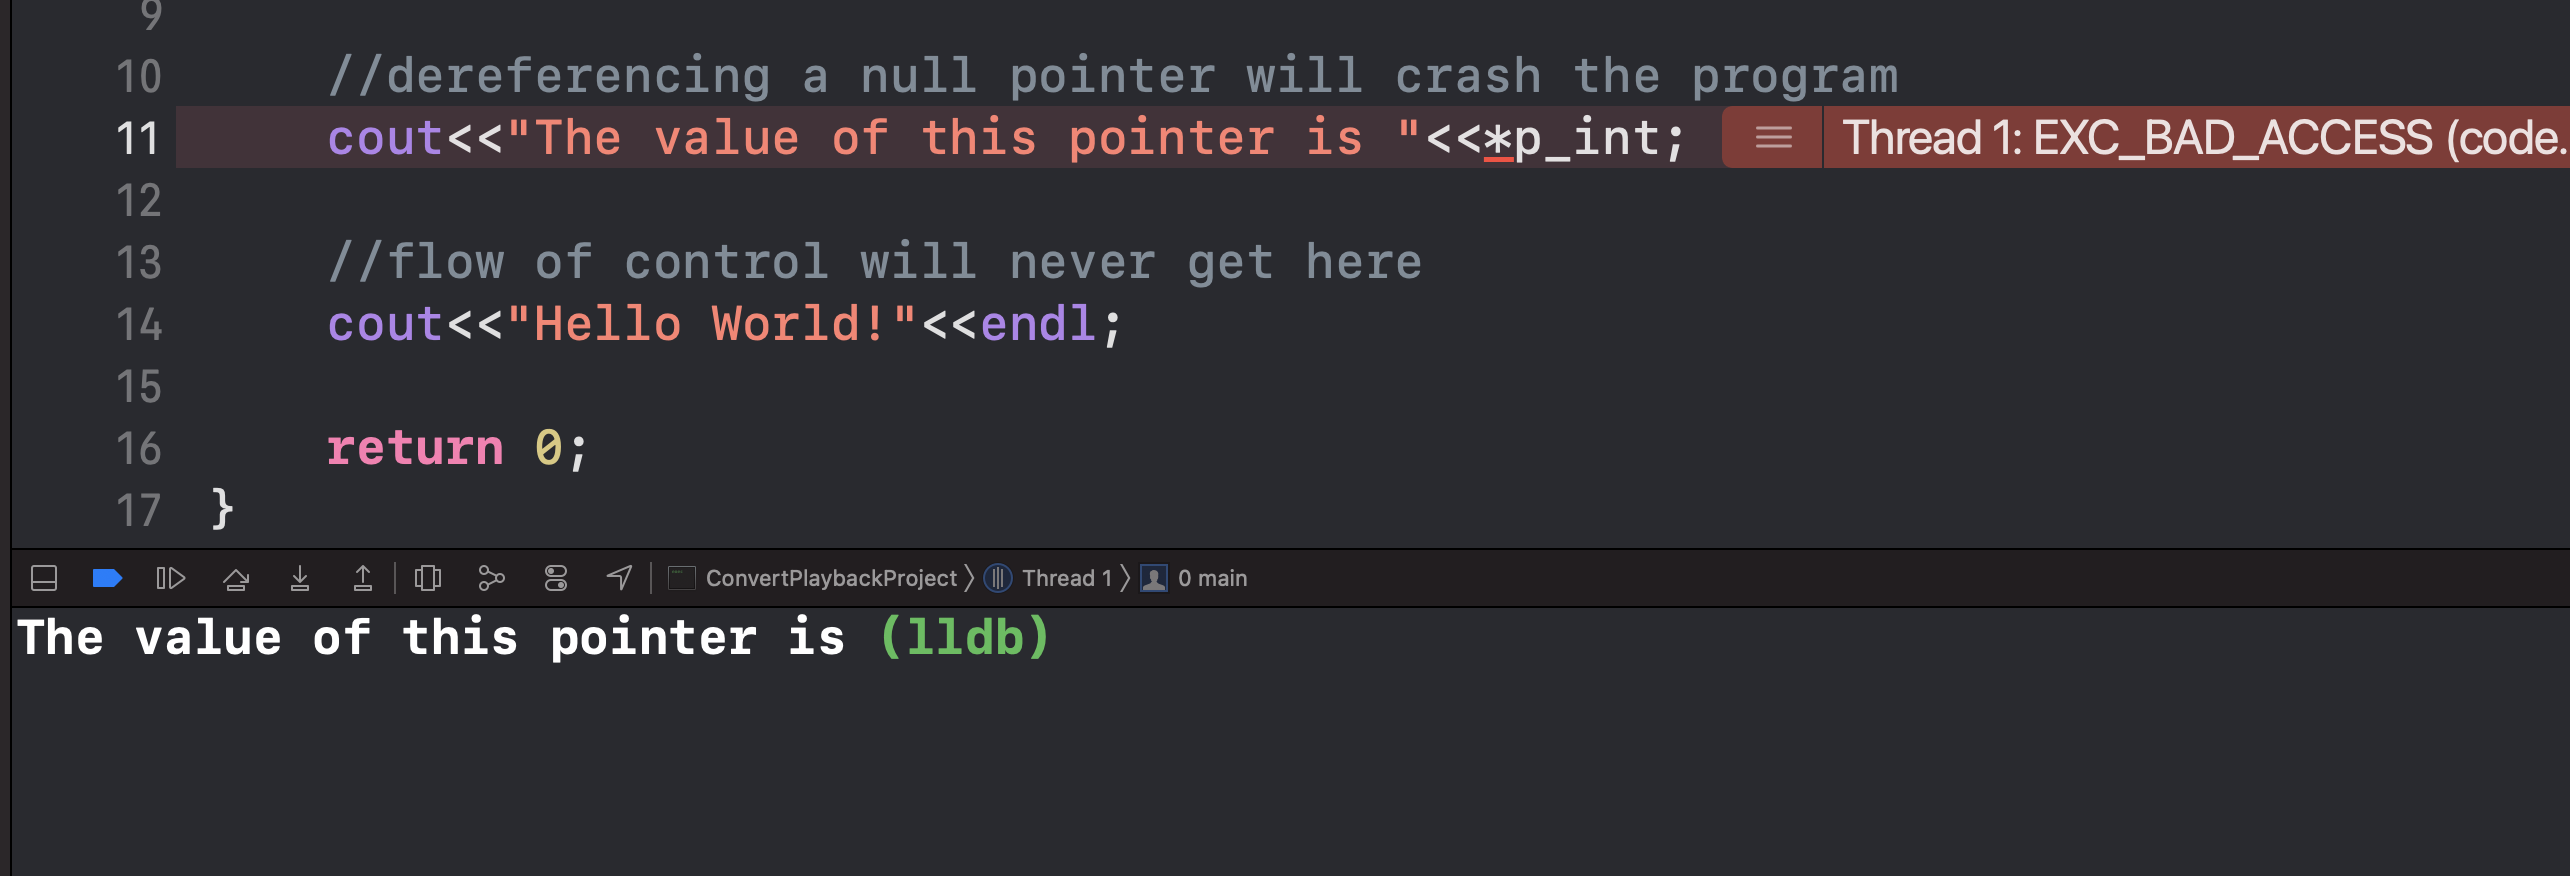 9
10 //dereferencing a null pointer will crash the program
11 cout<<"The value of this pointer is "<<*p_int; Thread 1: EXC_BAD_ACCESS (code.
12
13 //flow of control will never get here
14 cout<<"Hello World!"<<endl;
15
16 return 0;
17 }
ConvertPlaybackProject Thread 1 0 main
The value of this pointer is (lldb)